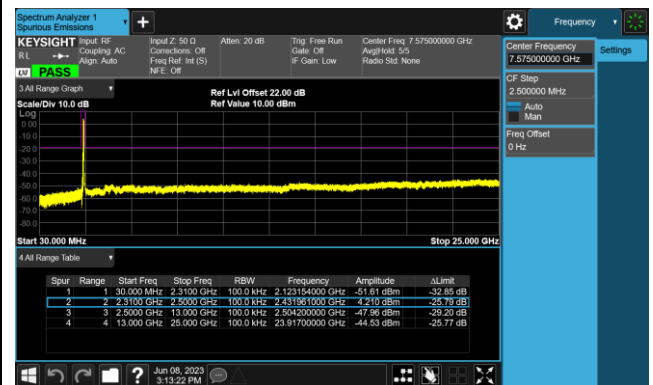 Spectrum Analyzer 1
Spurious Emissions
Frequency
KEYSIGHT
RL
LXI PASS
Input: RF
Coupling: AC
Align: Auto
Input Z: 50 Ω
Corrections: Off
Freq Ref: Int (S)
NFE: Off
Atten: 20 dB
Trig: Free Run
Gate: Off
IF Gain: Low
Center Freq: 7.575000000 GHz
Avg|Hold: 5/5
Radio Std: None
Center Frequency
7.575000000 GHz
Settings
CF Step
2.500000 MHz
Auto
Man
Freq Offset
0 Hz
3 All Range Graph
Scale/Div 10.0 dB
Ref Lvl Offset 22.00 dB
Ref Value 10.00 dBm
Log
0.00
-10.0
-20.0
-30.0
-40.0
-50.0
-60.0
-70.0
-80.0
Start 30.000 MHz
Stop 25.000 GHz
4 All Range Table
Spur Range Start Freq Stop Freq RBW Frequency Amplitude ΔLimit
1 1 30.000 MHz 2.3100 GHz 100.0 kHz 2.123154000 GHz -51.61 dBm -32.85 dB
2 2 2.3100 GHz 2.5000 GHz 100.0 kHz 2.431961000 GHz 4.210 dBm -25.79 dB
3 3 2.5000 GHz 13.000 GHz 100.0 kHz 2.504200000 GHz -47.96 dBm -29.20 dB
4 4 13.000 GHz 25.000 GHz 100.0 kHz 23.91700000 GHz -44.53 dBm -25.77 dB
?
Jun 08, 2023
3:13:22 PM